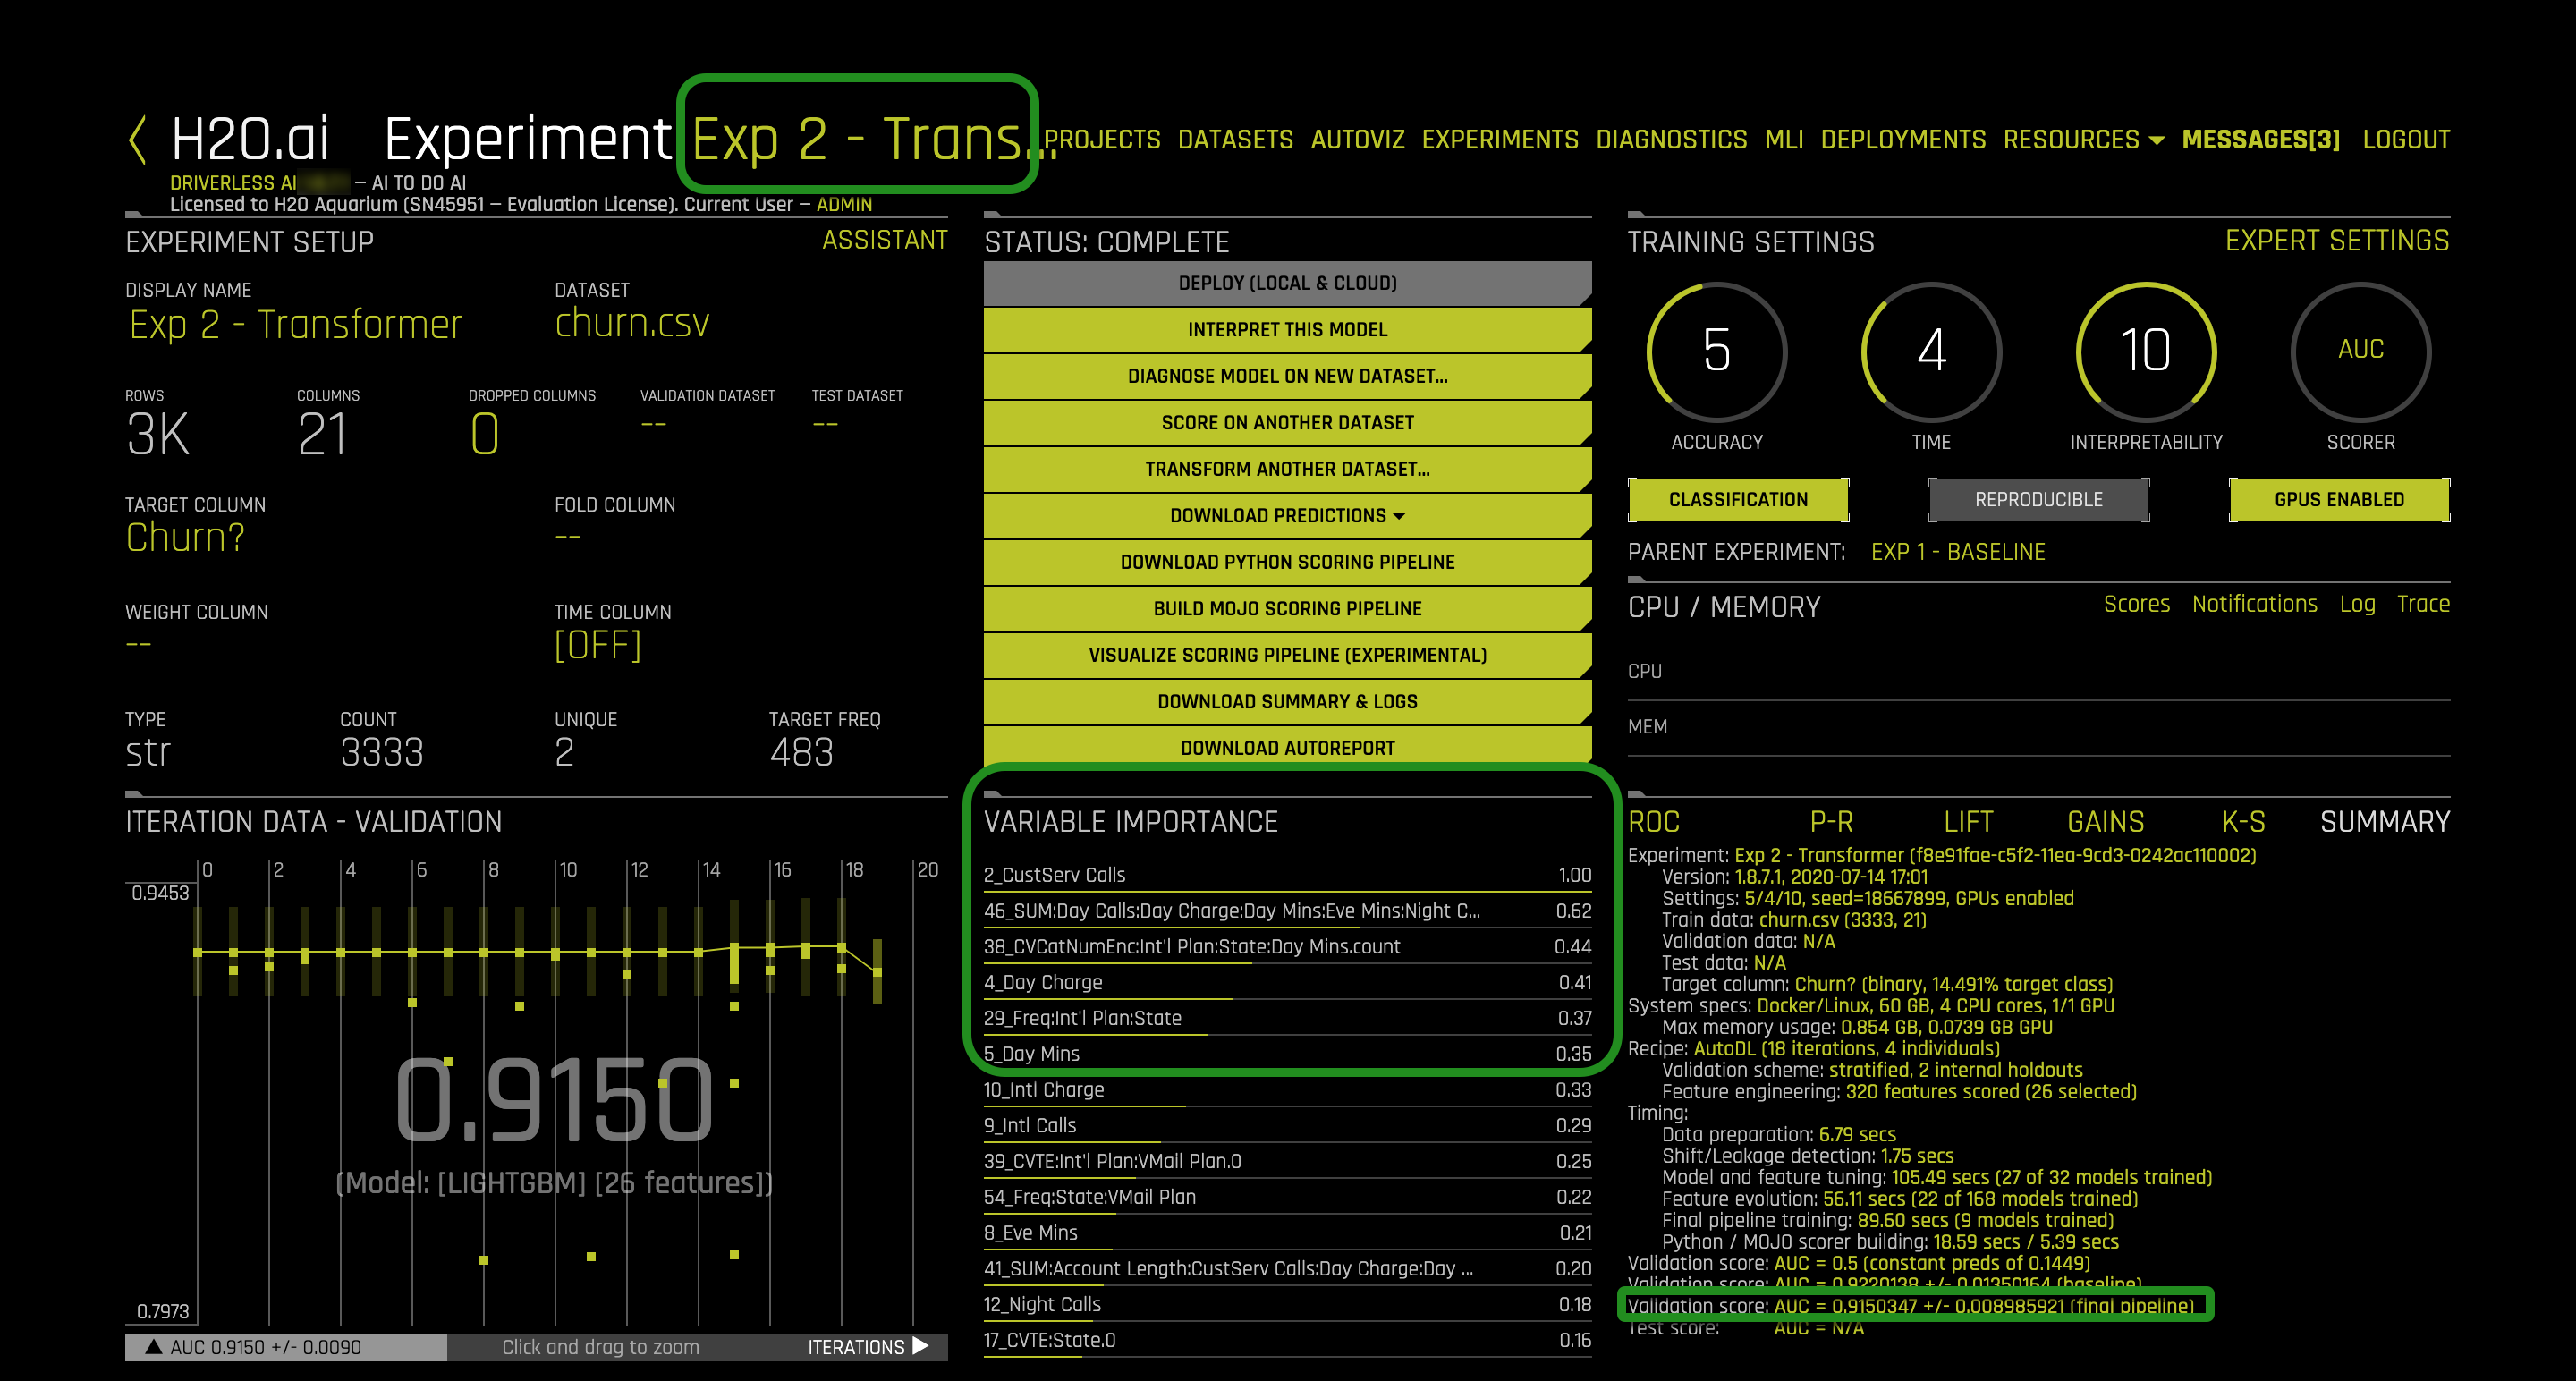 H2O.ai Experiment Exp 2 - Trans...
PROJECTS DATASETS AUTOVIZ EXPERIMENTS DIAGNOSTICS MLI DEPLOYMENTS RESOURCES MESSAGES[3] LOGOUT
DRIVERLESS AI — AI TO DO AI
Licensed to H2O Aquarium (SN45951 — Evaluation License). Current User — ADMIN
EXPERIMENT SETUP
ASSISTANT
DISPLAY NAME
Exp 2 - Transformer
DATASET
churn.csv
ROWS
3K
COLUMNS
21
DROPPED COLUMNS
0
VALIDATION DATASET
--
TEST DATASET
--
TARGET COLUMN
Churn?
FOLD COLUMN
--
WEIGHT COLUMN
--
TIME COLUMN
[OFF]
TYPE
str
COUNT
3333
UNIQUE
2
TARGET FREQ
483
STATUS: COMPLETE
DEPLOY (LOCAL & CLOUD)
INTERPRET THIS MODEL
DIAGNOSE MODEL ON NEW DATASET...
SCORE ON ANOTHER DATASET
TRANSFORM ANOTHER DATASET...
DOWNLOAD PREDICTIONS
DOWNLOAD PYTHON SCORING PIPELINE
BUILD MOJO SCORING PIPELINE
VISUALIZE SCORING PIPELINE (EXPERIMENTAL)
DOWNLOAD SUMMARY & LOGS
DOWNLOAD AUTOREPORT
TRAINING SETTINGS
EXPERT SETTINGS
5
ACCURACY
4
TIME
10
INTERPRETABILITY
AUC
SCORER
CLASSIFICATION
REPRODUCIBLE
GPUS ENABLED
PARENT EXPERIMENT: EXP 1 - BASELINE
CPU / MEMORY
Scores Notifications Log Trace
CPU
MEM
ITERATION DATA - VALIDATION
0 2 4 6 8 10 12 14 16 18 20
0.9453
0.9150
(Model: [LIGHTGBM] [26 features])
0.7973
▲ AUC 0.9150 +/- 0.0090
Click and drag to zoom
ITERATIONS ▶
VARIABLE IMPORTANCE
2_CustServ Calls 1.00
46_SUM:Day Calls:Day Charge:Day Mins:Eve Mins:Night C... 0.62
38_CVCatNumEnc:Int'l Plan:State:Day Mins.count 0.44
4_Day Charge 0.41
29_Freq:Int'l Plan:State 0.37
5_Day Mins 0.35
10_Intl Charge 0.33
9_Intl Calls 0.29
39_CVTE:Int'l Plan:VMail Plan.0 0.25
54_Freq:State:VMail Plan 0.22
8_Eve Mins 0.21
41_SUM:Account Length:CustServ Calls:Day Charge:Day ... 0.20
12_Night Calls 0.18
17_CVTE:State.0 0.16
ROC P-R LIFT GAINS K-S SUMMARY
Experiment: Exp 2 - Transformer (f8e91fae-c5f2-11ea-9cd3-0242ac110002)
Version: 1.8.7.1, 2020-07-14 17:01
Settings: 5/4/10, seed=18667899, GPUs enabled
Train data: churn.csv (3333, 21)
Validation data: N/A
Test data: N/A
Target column: Churn? (binary, 14.491% target class)
System specs: Docker/Linux, 60 GB, 4 CPU cores, 1/1 GPU
Max memory usage: 0.854 GB, 0.0739 GB GPU
Recipe: AutoDL (18 iterations, 4 individuals)
Validation scheme: stratified, 2 internal holdouts
Feature engineering: 320 features scored (26 selected)
Timing:
Data preparation: 6.79 secs
Shift/Leakage detection: 1.75 secs
Model and feature tuning: 105.49 secs (27 of 32 models trained)
Feature evolution: 56.11 secs (22 of 168 models trained)
Final pipeline training: 89.60 secs (9 models trained)
Python / MOJO scorer building: 18.59 secs / 5.39 secs
Validation score: AUC = 0.5 (constant preds of 0.1449)
Validation score: AUC = 0.9220138 +/- 0.01350164 (baseline)
Validation score: AUC = 0.9150347 +/- 0.008985921 (final pipeline)
Test score: AUC = N/A